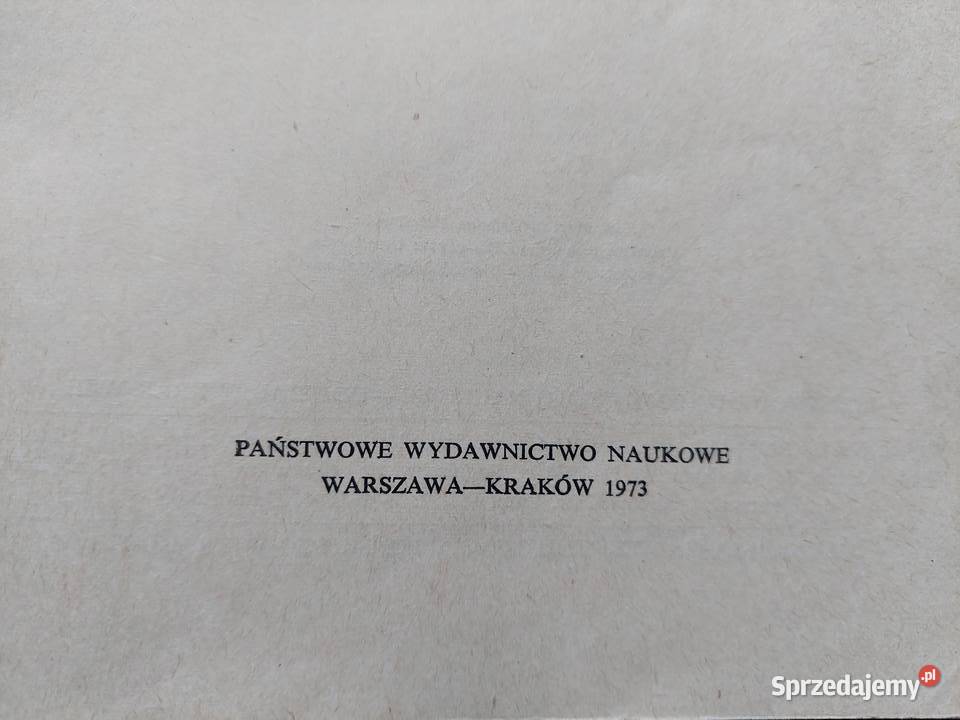 PAŃSTWOWE WYDAWNICTWO NAUKOWE
WARSZAWA—KRAKÓW 1973
Sprzedajemy.pl